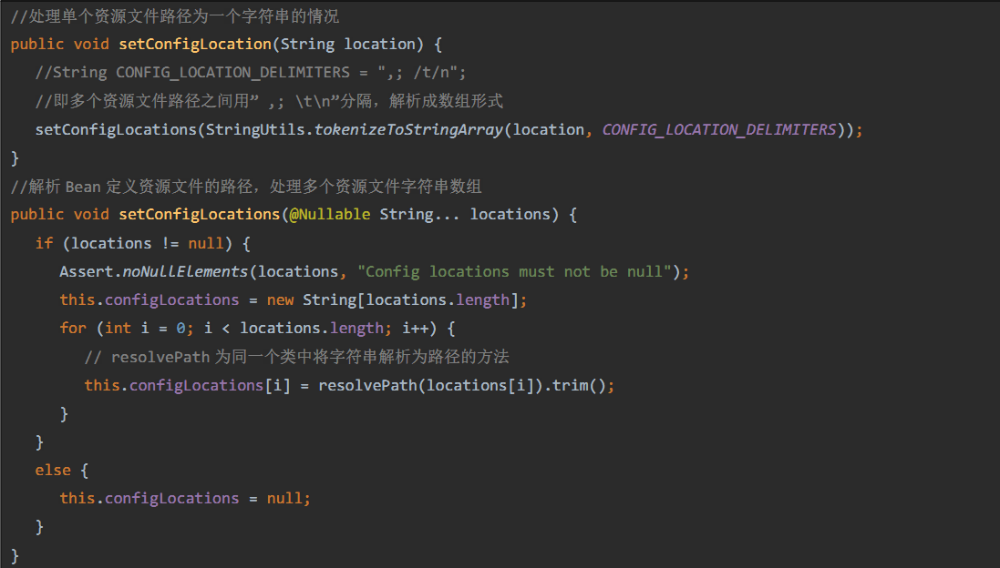 //处理单个资源文件路径为一个字符串的情况
public void setConfigLocation(String location) {
//String CONFIG_LOCATION_DELIMITERS = ",; /t/n";
//即多个资源文件路径之间用” ,; \t\n”分隔，解析成数组形式
setConfigLocations(StringUtils.tokenizeToStringArray(location, CONFIG_LOCATION_DELIMITERS));
}
//解析 Bean 定义资源文件的路径，处理多个资源文件字符串数组
public void setConfigLocations(@Nullable String... locations) {
if (locations != null) {
Assert.noNullElements(locations, "Config locations must not be null");
this.configLocations = new String[locations.length];
for (int i = 0; i < locations.length; i++) {
// resolvePath 为同一个类中将字符串解析为路径的方法
this.configLocations[i] = resolvePath(locations[i]).trim();
}
}
else {
this.configLocations = null;
}
}